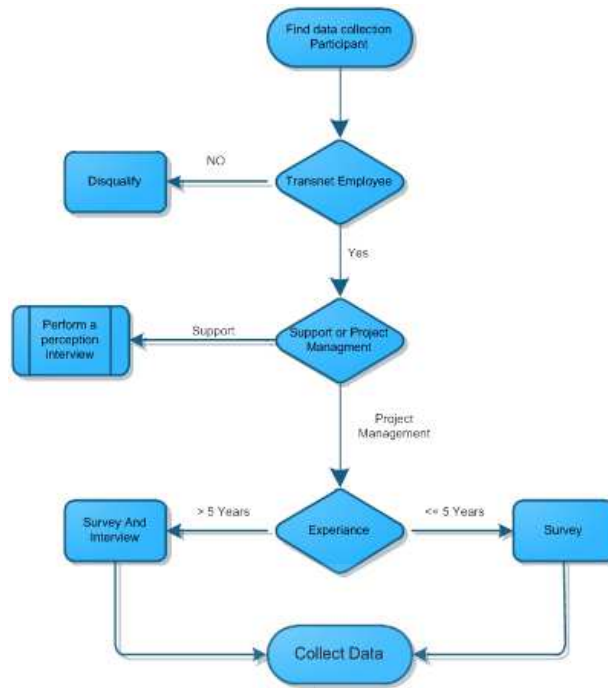 Find data collection
Participant
NO
Disqualify
Transnet Employee
Yes
Perform a
perception
interview
Support
Support or Project
Managment
Project
Management
Survey And
Interview
> 5 Years
Experiance
<= 5 Years
Survey
Collect Data